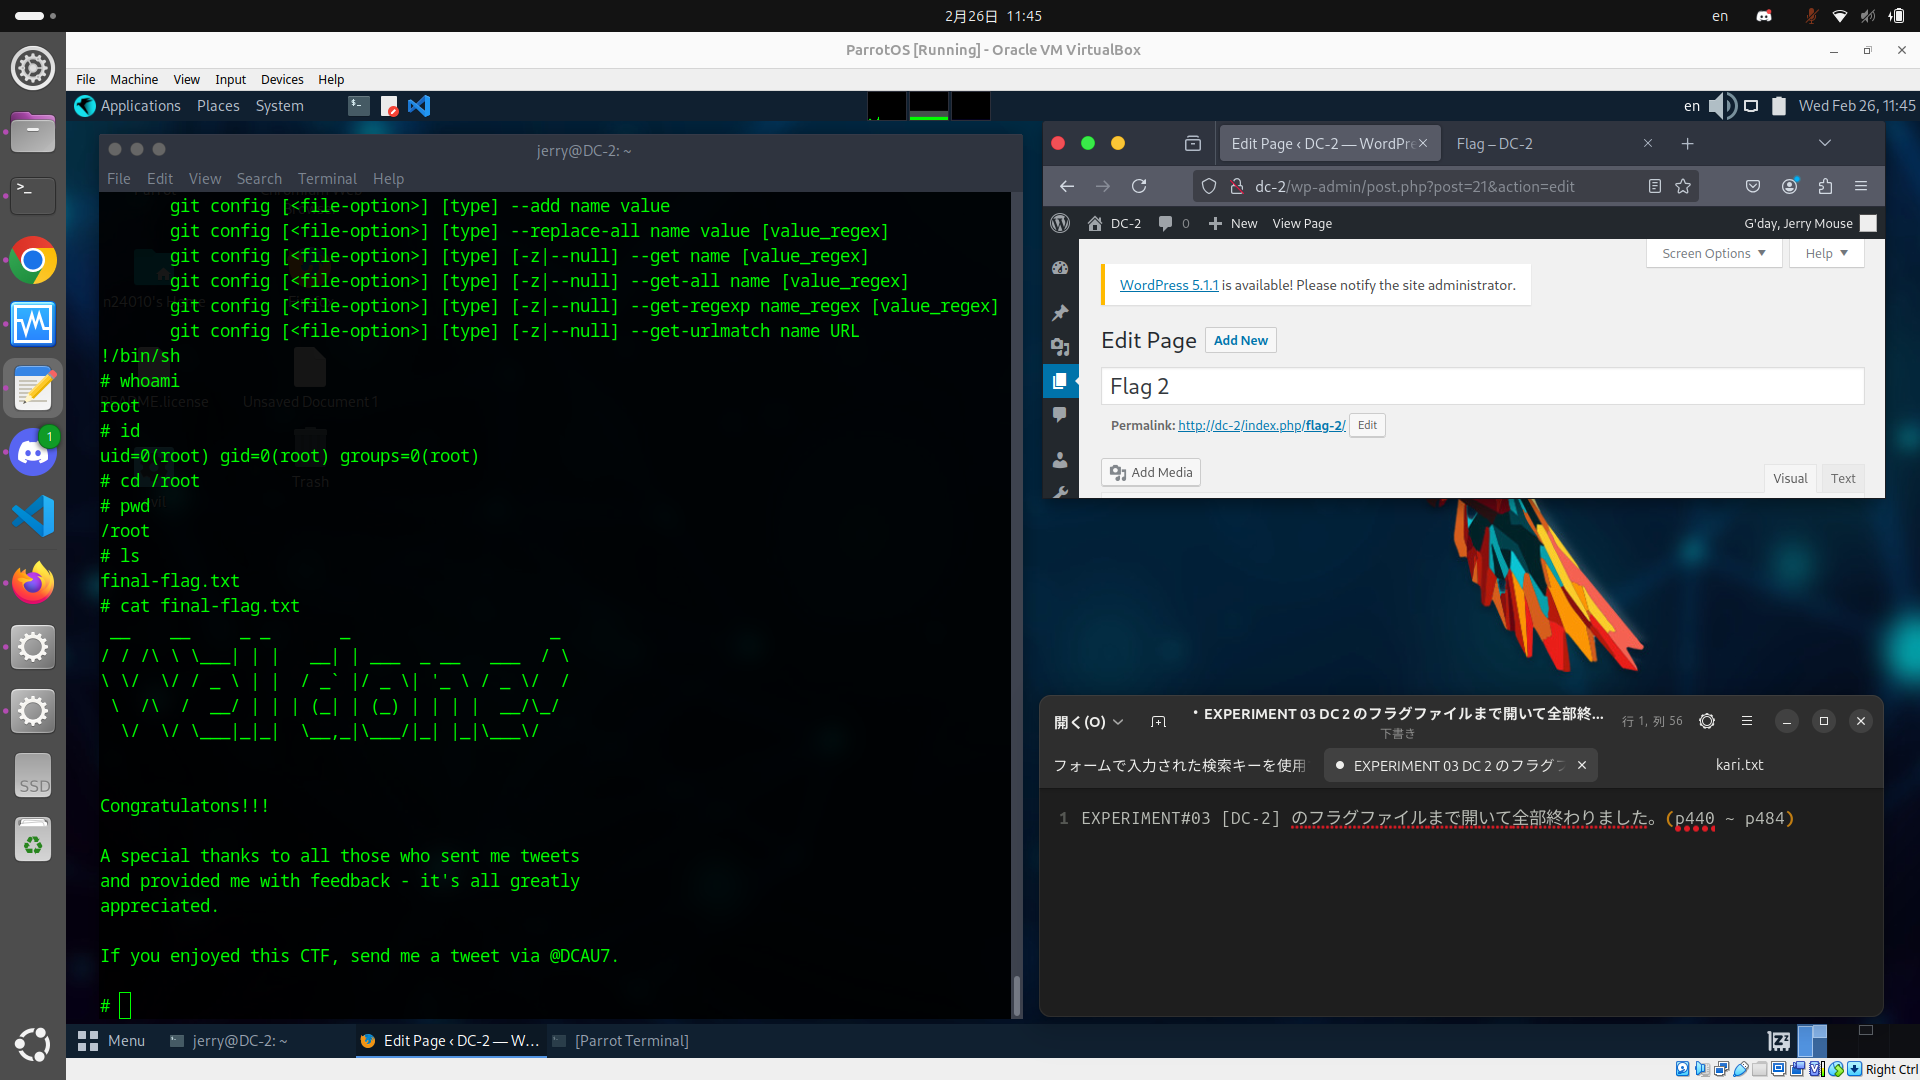 2月26日 11:45
en
ParrotOS [Running] - Oracle VM VirtualBox
File Machine View Input Devices Help
Applications Places System
en Wed Feb 26, 11:45
jerry@DC-2: ~
File Edit View Search Terminal Help
git config [<file-option>] [type] --add name value
git config [<file-option>] [type] --replace-all name value [value_regex]
git config [<file-option>] [type] [-z|--null] --get name [value_regex]
git config [<file-option>] [type] [-z|--null] --get-all name [value_regex]
git config [<file-option>] [type] [-z|--null] --get-regexp name_regex [value_regex]
git config [<file-option>] [type] [-z|--null] --get-urlmatch name URL
!/bin/sh
# whoami
root
# id
uid=0(root) gid=0(root) groups=0(root)
# cd /root
# pwd
/root
# ls
final-flag.txt
# cat final-flag.txt
Well done!
Congratulatons!!!
A special thanks to all those who sent me tweets
and provided me with feedback - it's all greatly
appreciated.
If you enjoyed this CTF, send me a tweet via @DCAU7.
#
Unsaved Document 1
Trash
Edit Page ‹ DC-2 — WordPre
Flag – DC-2
dc-2/wp-admin/post.php?post=21&action=edit
DC-2 0 New View Page
G'day, Jerry Mouse
Screen Options
Help
WordPress 5.1.1 is available! Please notify the site administrator.
Edit Page
Add New
Flag 2
Permalink: http://dc-2/index.php/flag-2/ Edit
Add Media
Visual Text
開く(O)
・EXPERIMENT 03 DC 2 のフラグファイルまで開いて全部終...
下書き
行 1, 列 56
フォームで入力された検索キーを使用
EXPERIMENT 03 DC 2 のフラグフ
kari.txt
1 EXPERIMENT#03 [DC-2] のフラグファイルまで開いて全部終わりました。(p440 ~ p484)
1
SSD
Menu
jerry@DC-2: ~
Edit Page ‹ DC-2 — W...
[Parrot Terminal]
Right Ctrl